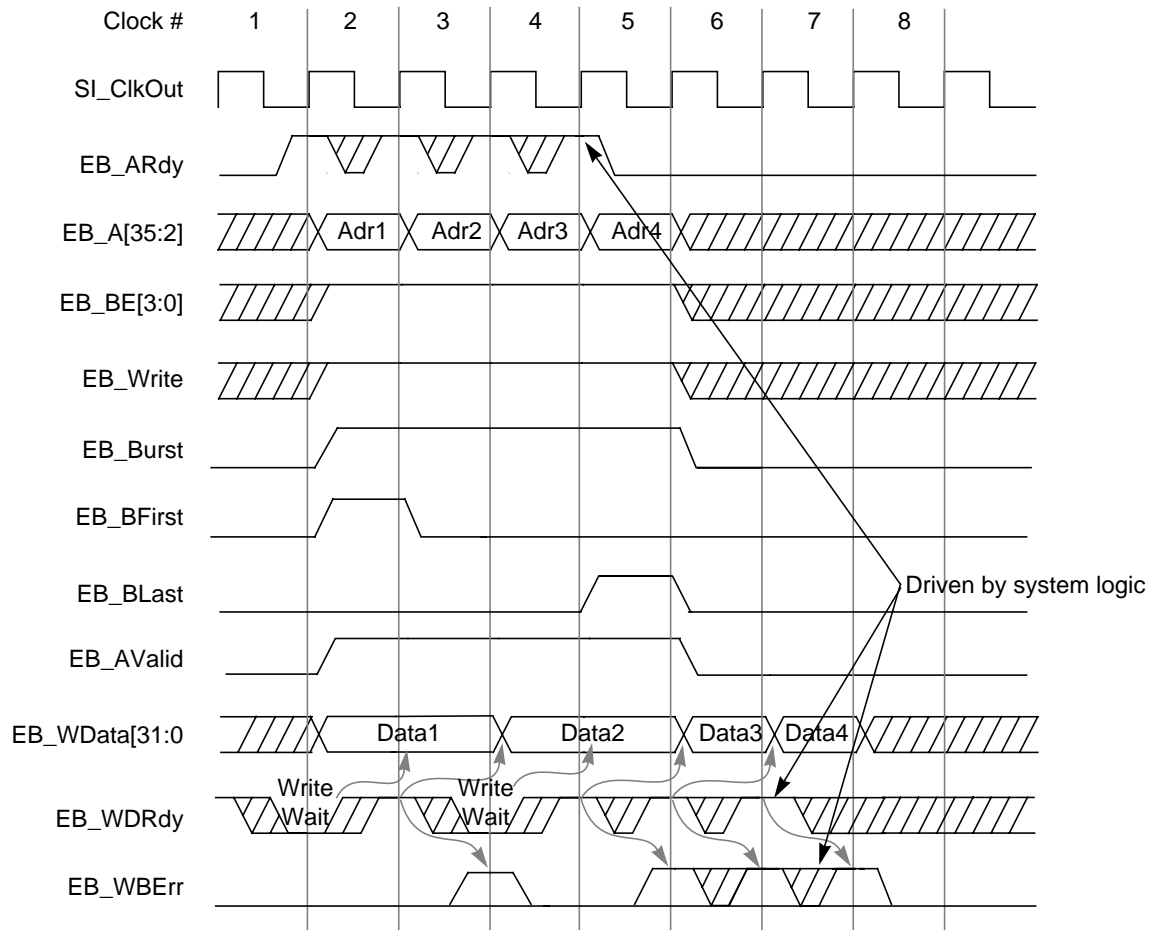 Clock # 1 2 3 4 5 6 7 8
SI_ClkOut
EB_ARdy
EB_A[35:2] Adr1 Adr2 Adr3 Adr4
EB_BE[3:0]
EB_Write
EB_Burst
EB_BFirst
EB_BLast
Driven by system logic
EB_AValid
EB_WData[31:0 Data1 Data2 Data3 Data4
Write Write
EB_WDRdy Wait Wait
EB_WBErr